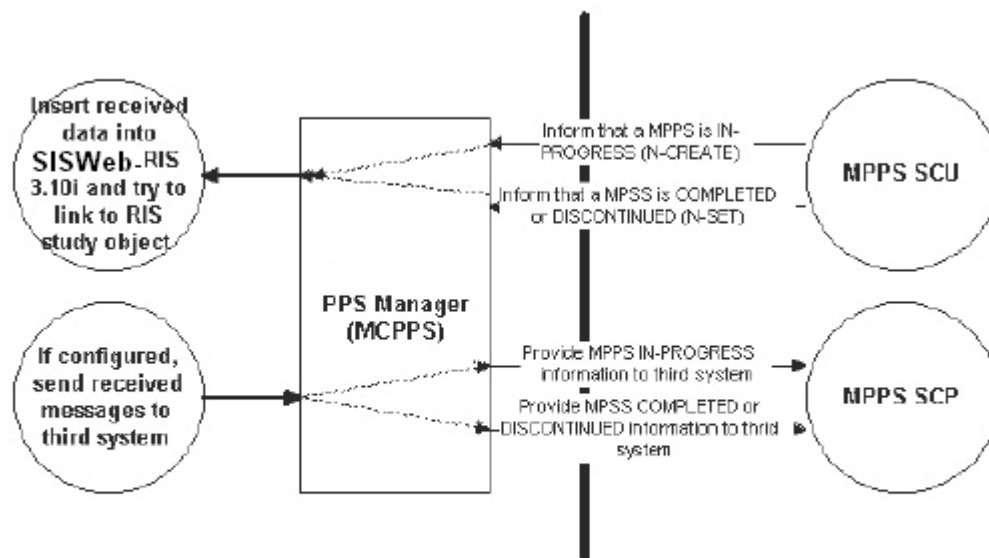 Insert received
data into
SISWeb-RIS
3.10i and try to
link to RIS
study object
Inform that a MPPS is IN-
PROGRESS (N-CREATE)
Inform that a MPSS is COMPLETED
or DISCONTINUED (N-SET)
MPPS SCU
PPS Manager
(MCPPS)
If configured,
send received
messages to
third system
Provide MPPS IN-PROGRESS
information to third system
Provide MPSS COMPLETED or
DISCONTINUED information to thrid
system
MPPS SCP